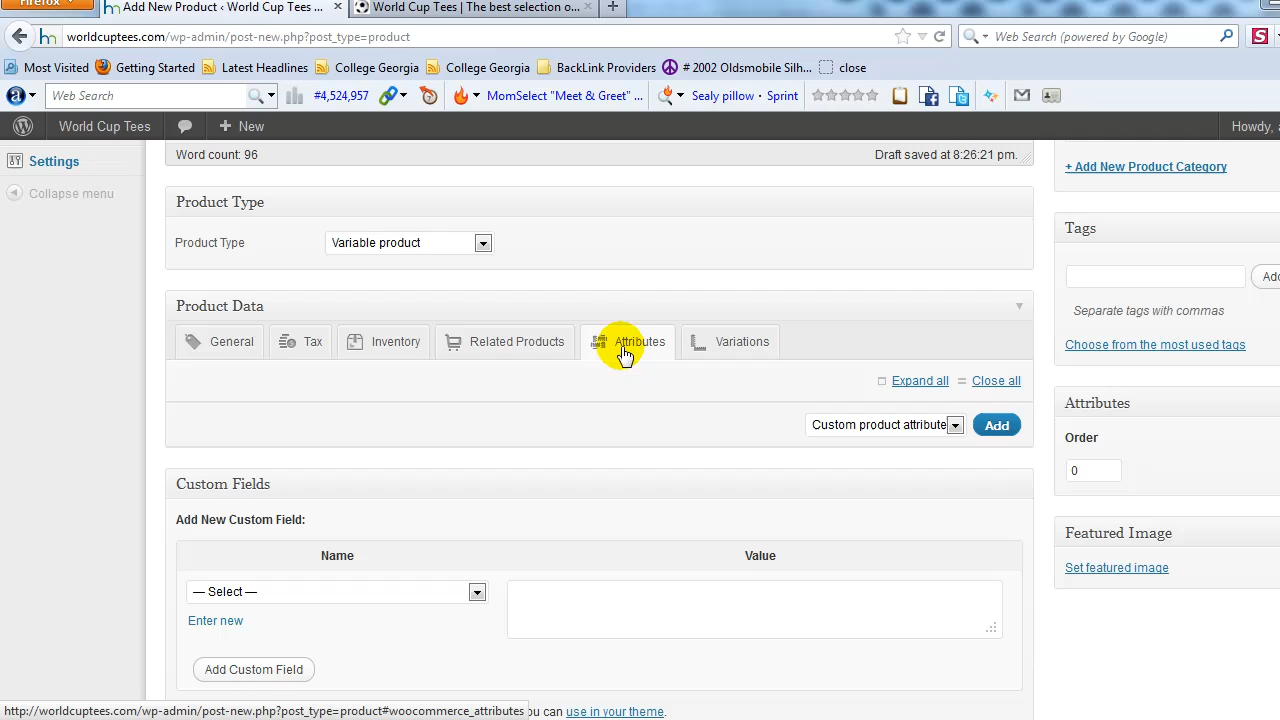 Firefox
Add New Product ‹ World Cup Tees ...
World Cup Tees | The best selection o...
worldcuptees.com/wp-admin/post-new.php?post_type=product
Web Search (powered by Google)
S
Most Visited
Getting Started
Latest Headlines
College Georgia
College Georgia
BackLink Providers
# 2002 Oldsmobile Silh...
close
a
Web Search
#4,524,957
MomSelect "Meet & Greet" ...
Sealy pillow · Sprint
World Cup Tees
New
Howdy, a
Settings
Collapse menu
Word count: 96
Draft saved at 8:26:21 pm.
+ Add New Product Category
Product Type
Product Type
Variable product
Tags
Add
Separate tags with commas
Choose from the most used tags
Product Data
General
Tax
Inventory
Related Products
Attributes
Variations
Expand all
Close all
Custom product attribute
Add
Attributes
Order
0
Custom Fields
Add New Custom Field:
Name
Value
— Select —
Enter new
Add Custom Field
Featured Image
Set featured image
http://worldcuptees.com/wp-admin/post-new.php?post_type=product#woocommerce_attributes
ou can use in your theme.